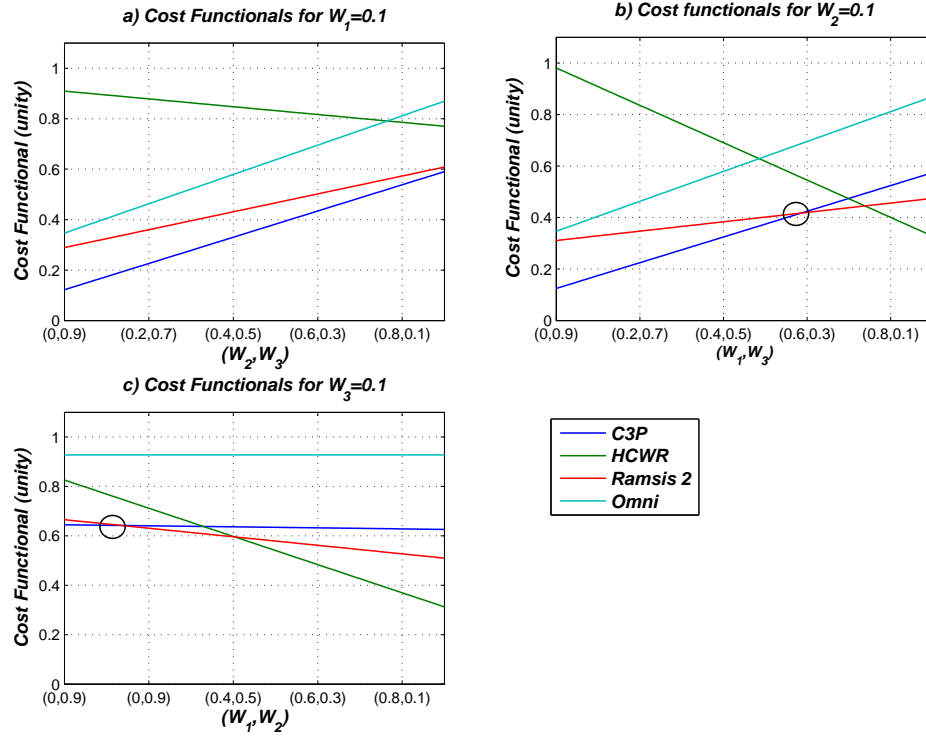 a) Cost Functionals for W1=0.1
Cost Functional (unity)
1
0.8
0.6
0.4
0.2
0
(0,0.9) (0.2,0.7) (0.4,0.5) (0.6,0.3) (0.8,0.1)
(W2,W3)
b) Cost functionals for W2=0.1
Cost Functional (unity)
1
0.8
0.6
0.4
0.2
0
(0,0.9) (0.2,0.7) (0.4,0.5) (0.6,0.3) (0.8,0.1)
(W1,W3)
c) Cost Functionals for W3=0.1
Cost Functional (unity)
1
0.8
0.6
0.4
0.2
0
(0,0.9) (0,0.9) (0.4,0.5) (0.6,0.3) (0.8,0.1)
(W1,W2)
C3P
HCWR
Ramsis 2
Omni